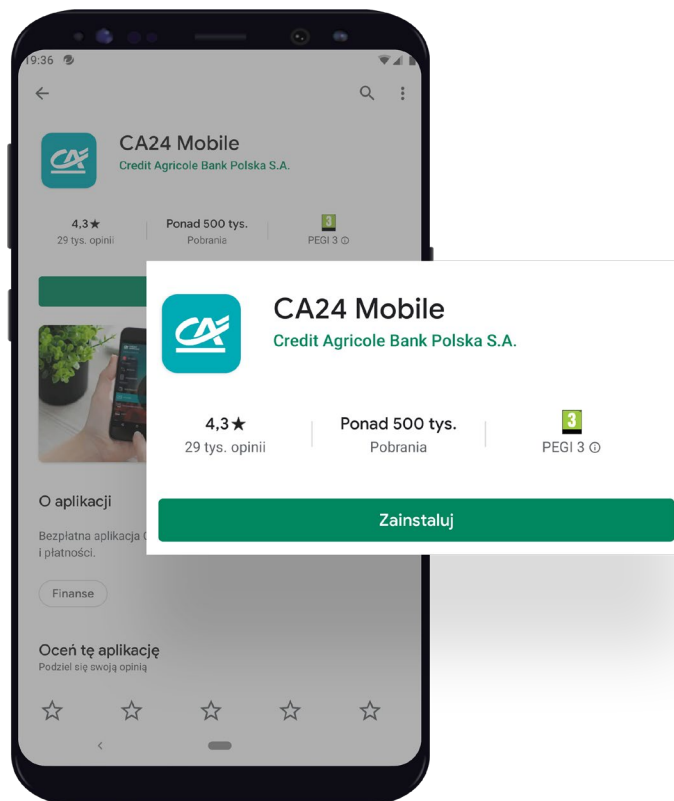 19:36
CA24 Mobile
Credit Agricole Bank Polska S.A.
4,3★
29 tys. opinii
Ponad 500 tys.
Pobrania
3
PEGI 3
CA24 Mobile
Credit Agricole Bank Polska S.A.
4,3★
29 tys. opinii
Ponad 500 tys.
Pobrania
3
PEGI 3
Zainstaluj
O aplikacji
Bezpłatna aplikacja
i płatności.
Finanse
Oceń tę aplikację
Podziel się swoją opinią